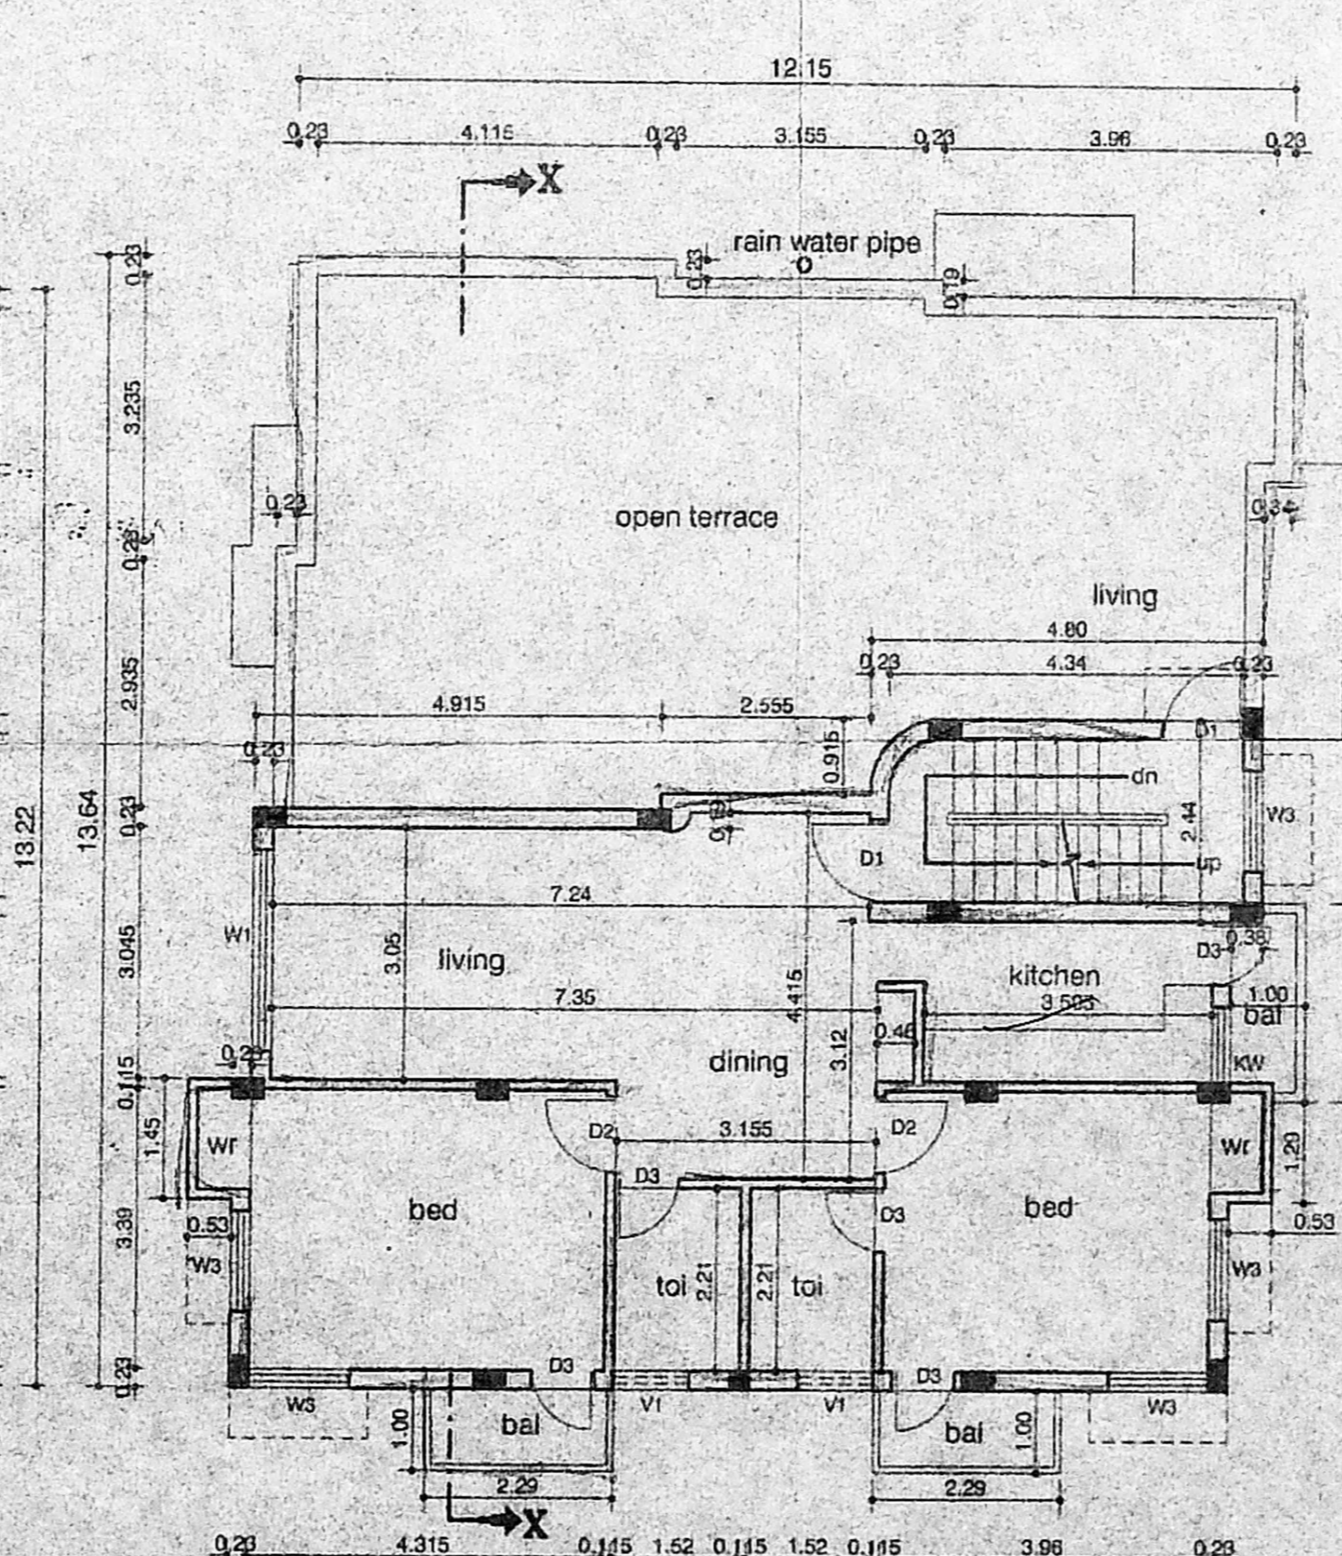 12.15
0.23 4.115 0.23 3.155 0.23 3.96 0.23
X
rain water pipe
0.23
0.23
0.19
3.235
0.23
0.34
open terrace
0.23
living
4.80
0.23 4.34 0.23
2.935
4.915 2.555
0.23
0.915
D1
dn
13.22
13.64
0.23
0.19
2.44
W3
D1
up
7.24
W1
3.045
3.05
living
4.415
D3 0.38
kitchen
7.35
1.00
bal
0.46
3.12
dining
KW
0.115
1.45
wr
D2
3.155
D2
wr
1.20
D3
bed
bed
D3
0.53
0.53
3.39
W3
toi 2.21
2.21 toi
W3
0.23
D3
D3
W3
V1
V1
W3
1.00
bal
bal
1.00
2.29
2.29
X
0.23 4.315 0.115 1.52 0.115 1.52 0.115 3.96 0.23